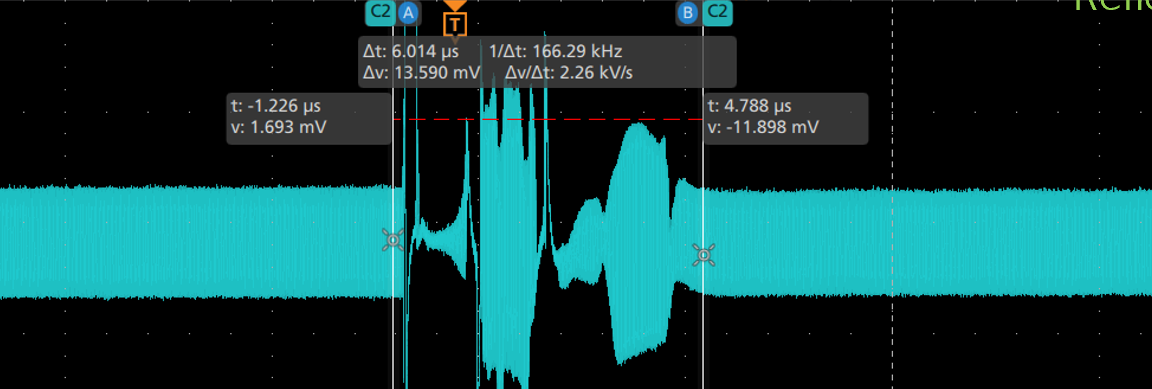 C2 A
T
B C2
Δt: 6.014 µs 1/Δt: 166.29 kHz
Δv: 13.590 mV Δv/Δt: 2.26 kV/s
t: -1.226 µs
v: 1.693 mV
t: 4.788 µs
v: -11.898 mV